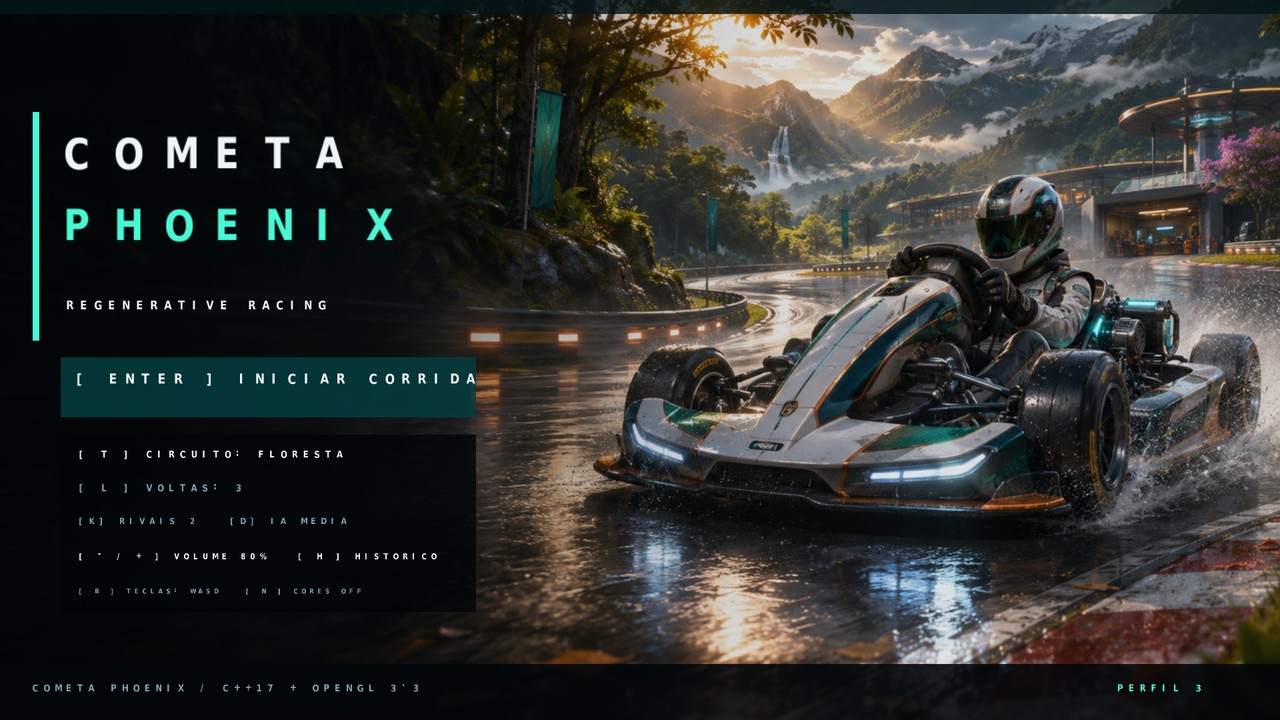 COMETA
PHOENIX
REGENERATIVE RACING
[ ENTER ] INICIAR CORRIDA
[ T ] CIRCUITO: FLORESTA
[ L ] VOLTAS: 3
[K] RIVAIS 2 [D] IA MEDIA
[ - / + ] VOLUME 80% [ H ] HISTORICO
[ B ] TECLAS: WASD [ N ] CORES OFF
COMETA PHOENIX / C++17 + OPENGL 3.3
PERFIL 3